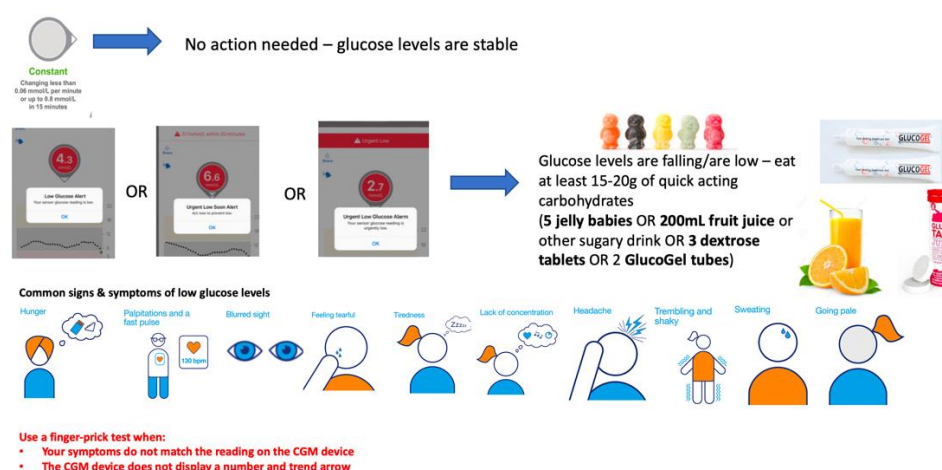 No action needed – glucose levels are stable
Constant
Changing less than
0.06 mmol/L per minute
or up to 0.8 mmol/L
in 15 minutes
4.3
Low Glucose Alert
Your sensor glucose reading is low.
OK
OR
6.6
Urgent Low Soon Alert
Act now to prevent low.
OK
OR
Urgent Low
2.7
Urgent Low Glucose Alarm
Your sensor glucose reading is
urgently low.
OK
Glucose levels are falling/are low – eat
at least 15-20g of quick acting
carbohydrates
(5 jelly babies OR 200mL fruit juice or
other sugary drink OR 3 dextrose
tablets OR 2 GlucoGel tubes)
GLUCOGEL
GLUCOGEL
Common signs & symptoms of low glucose levels
Hunger
Palpitations and a
fast pulse
130 bpm
Blurred sight
Feeling tearful
Tiredness
Zzzz
Lack of concentration
Headache
Trembling and
shaky
Sweating
Going pale
Use a finger-prick test when:
• Your symptoms do not match the reading on the CGM device
• The CGM device does not display a number and trend arrow